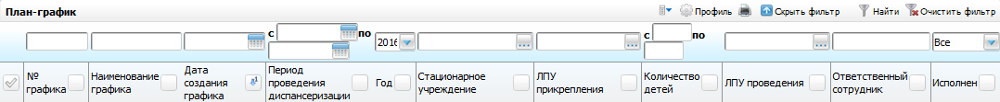 План-график
Профиль
Скрыть фильтр
Найти
Очистить фильтр
с
по
2016
с
по
Все
№
графика
Наименование
графика
Дата
создания
графика
Период
проведения
диспансеризации
Год
Стационарное
учреждение
ЛПУ
прикрепления
Количество
детей
ЛПУ проведения
Ответственный
сотрудник
Исполнен